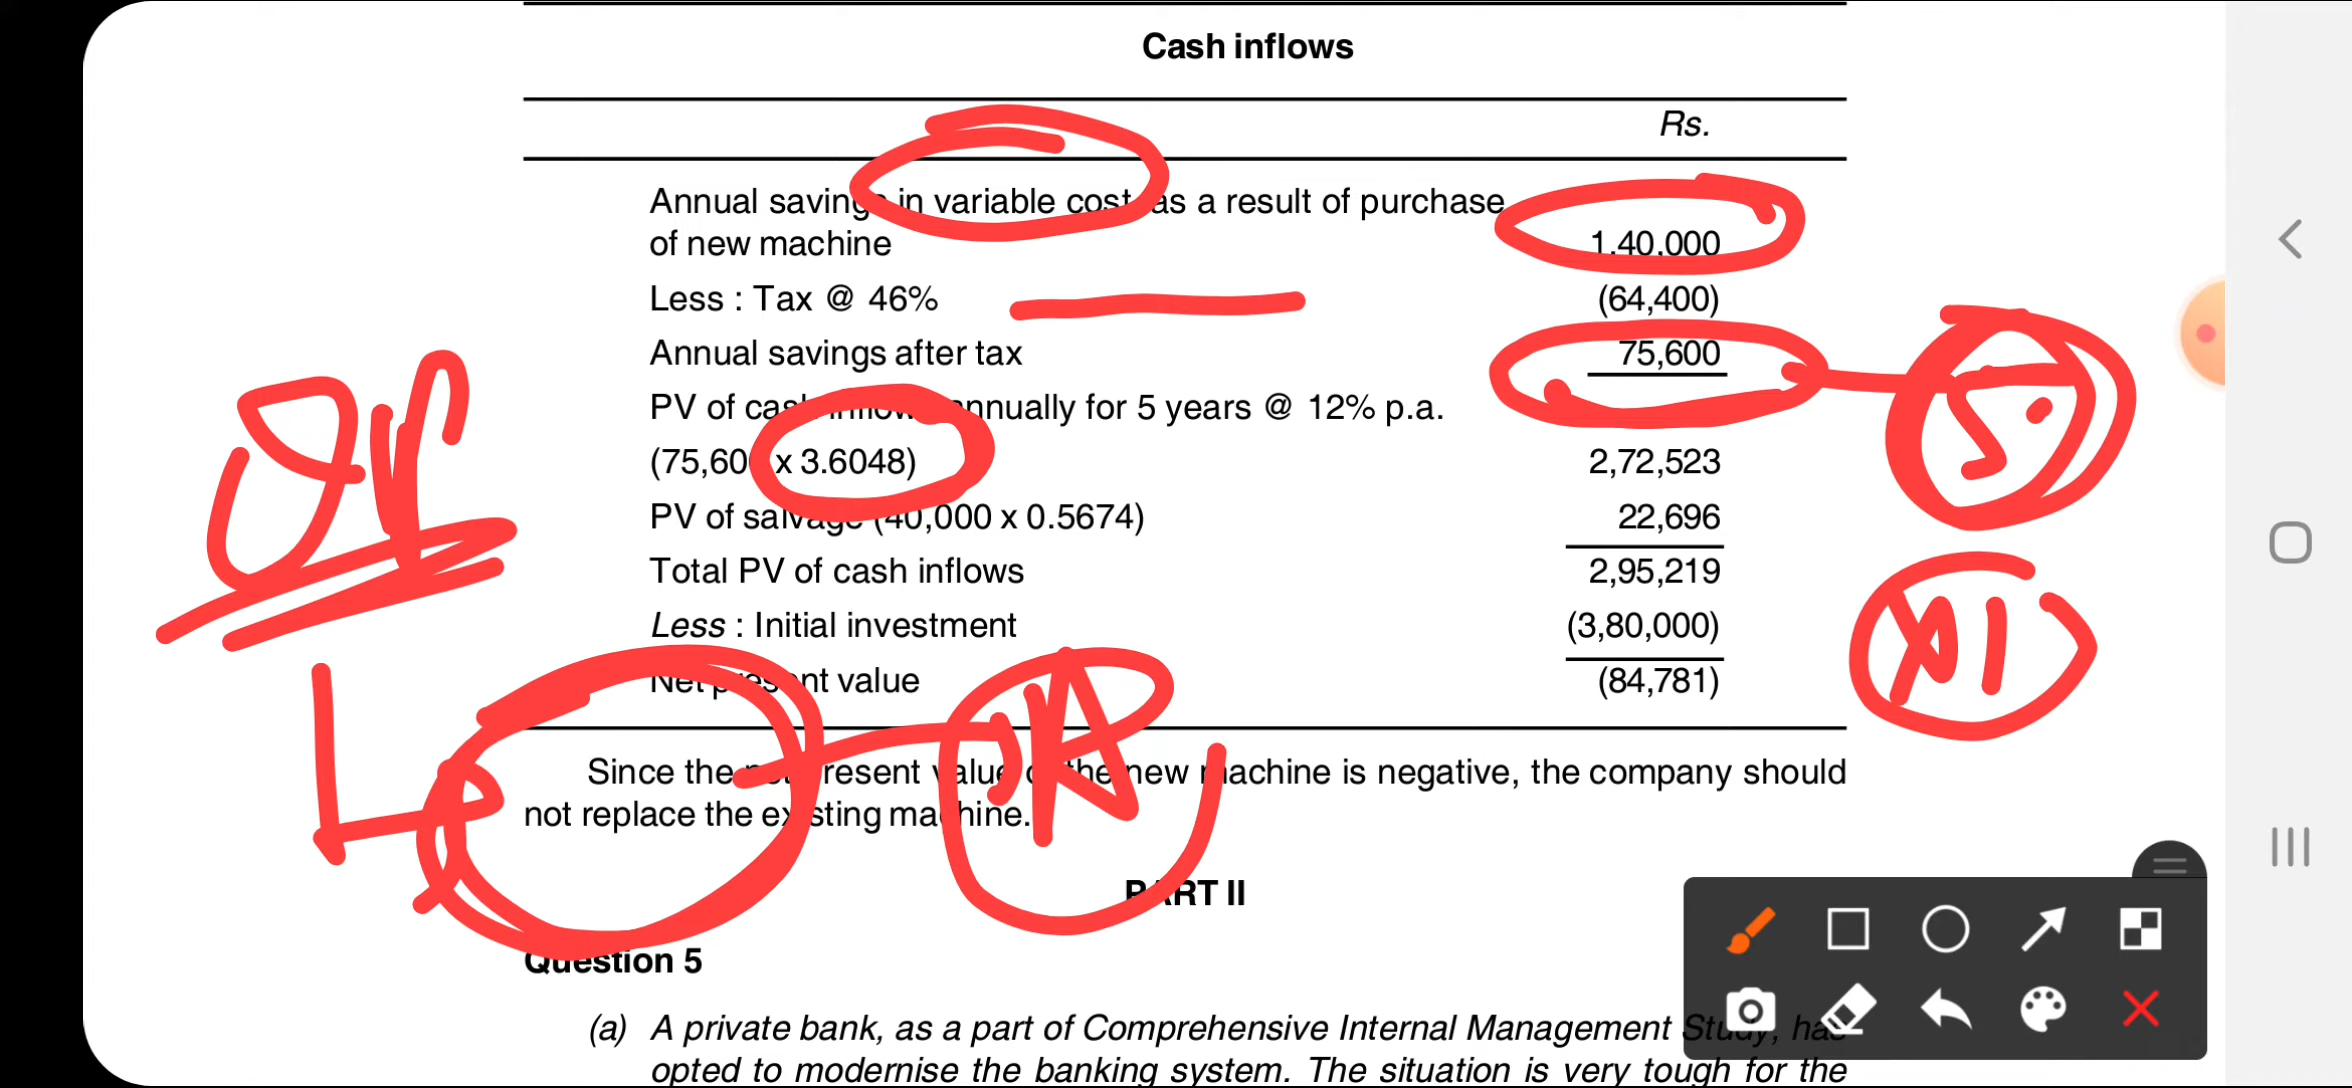 Cash inflows
Rs.
Annual savings in variable cost as a result of purchase
of new machine 1,40,000
Less : Tax @ 46% (64,400)
Annual savings after tax 75,600
PV of cash inflows annually for 5 years @ 12% p.a.
(75,600 x 3.6048) 2,72,523
PV of salvage (40,000 x 0.5674) 22,696
Total PV of cash inflows 2,95,219
Less : Initial investment (3,80,000)
Net present value (84,781)
Since the net present value of the new machine is negative, the company should
not replace the existing machine.
PART II
Question 5
(a) A private bank, as a part of Comprehensive Internal Management Study, has
opted to modernise the banking system. The situation is very tough for the